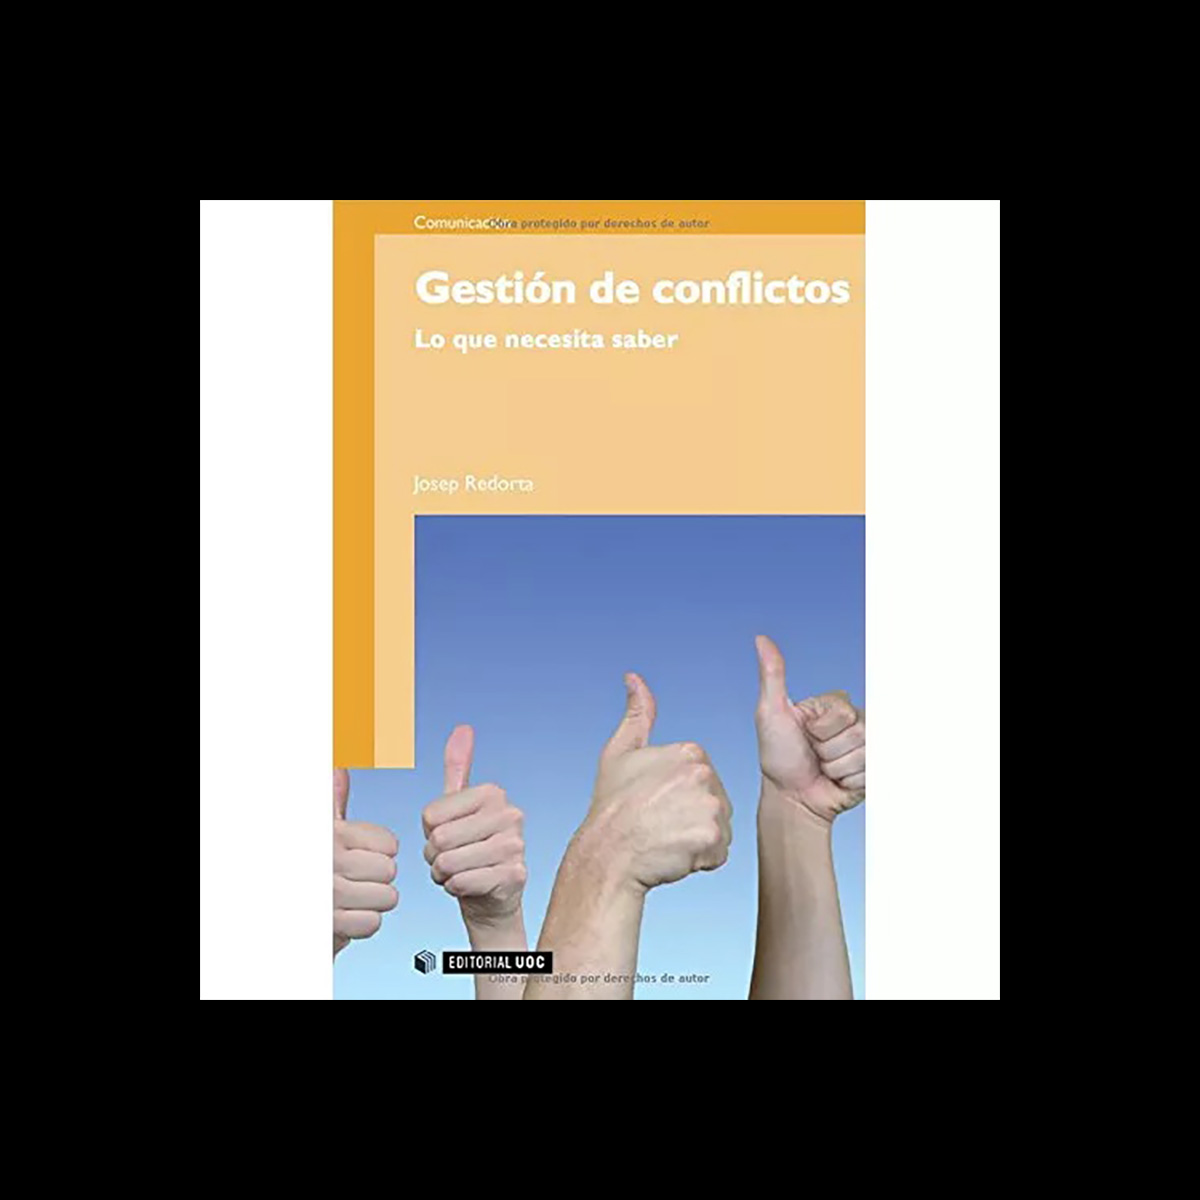 Comunicación
Obra protegido por derechos de autor
Gestión de conflictos
Lo que necesita saber
Josep Redorta
EDITORIAL UOC
Obra protegido por derechos de autor